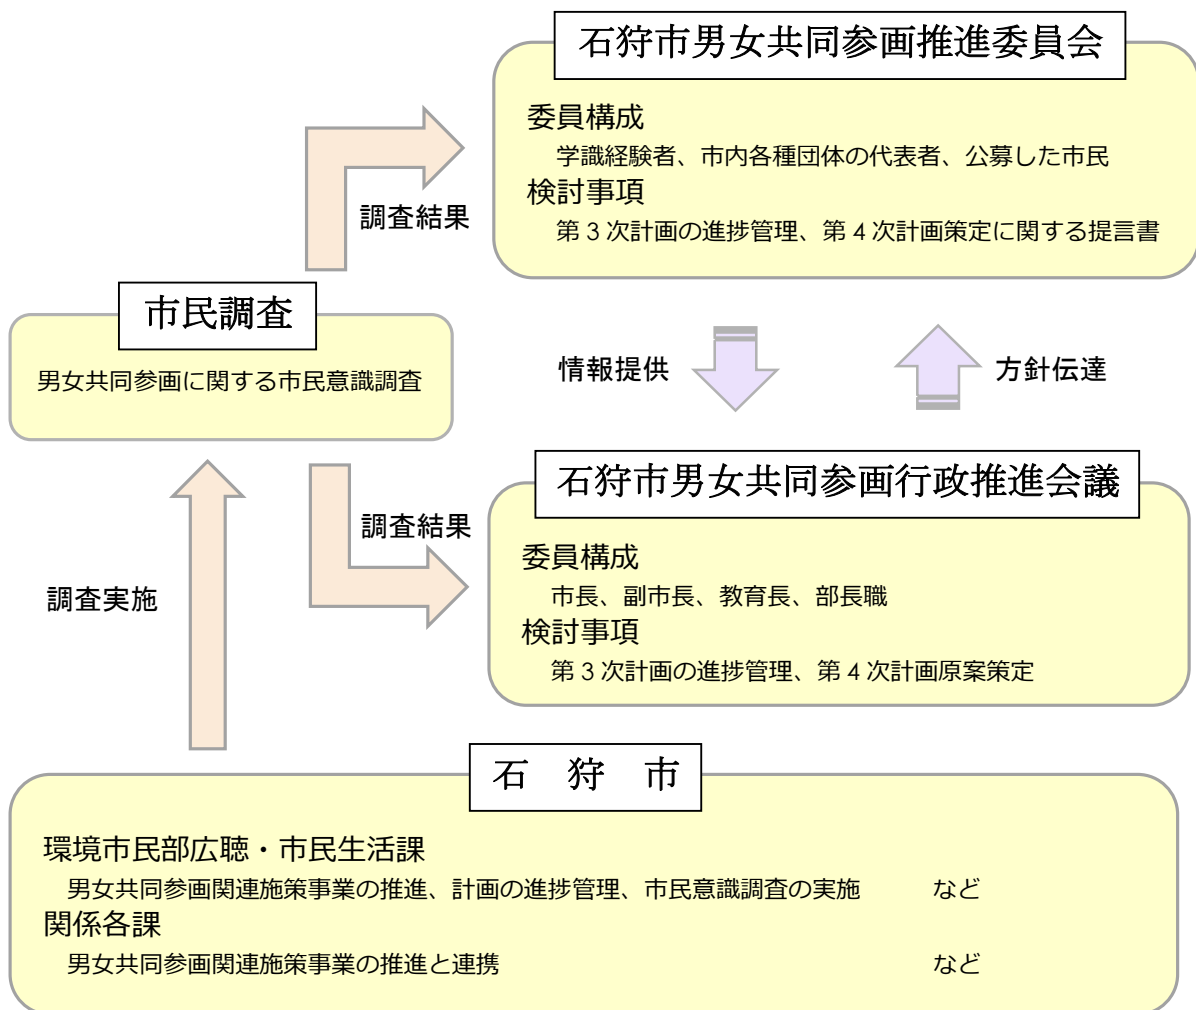 石狩市男女共同参画推進委員会
委員構成
学識経験者、市内各種団体の代表者、公募した市民
検討事項
第3次計画の進捗管理、第4次計画策定に関する提言書
調査結果
市民調査
男女共同参画に関する市民意識調査
情報提供
方針伝達
石狩市男女共同参画行政推進会議
委員構成
市長、副市長、教育長、部長職
検討事項
第3次計画の進捗管理、第4次計画原案策定
調査結果
調査実施
石　狩　市
環境市民部広聴・市民生活課
男女共同参画関連施策事業の推進、計画の進捗管理、市民意識調査の実施　　　など
関係各課
男女共同参画関連施策事業の推進と連携　　　など